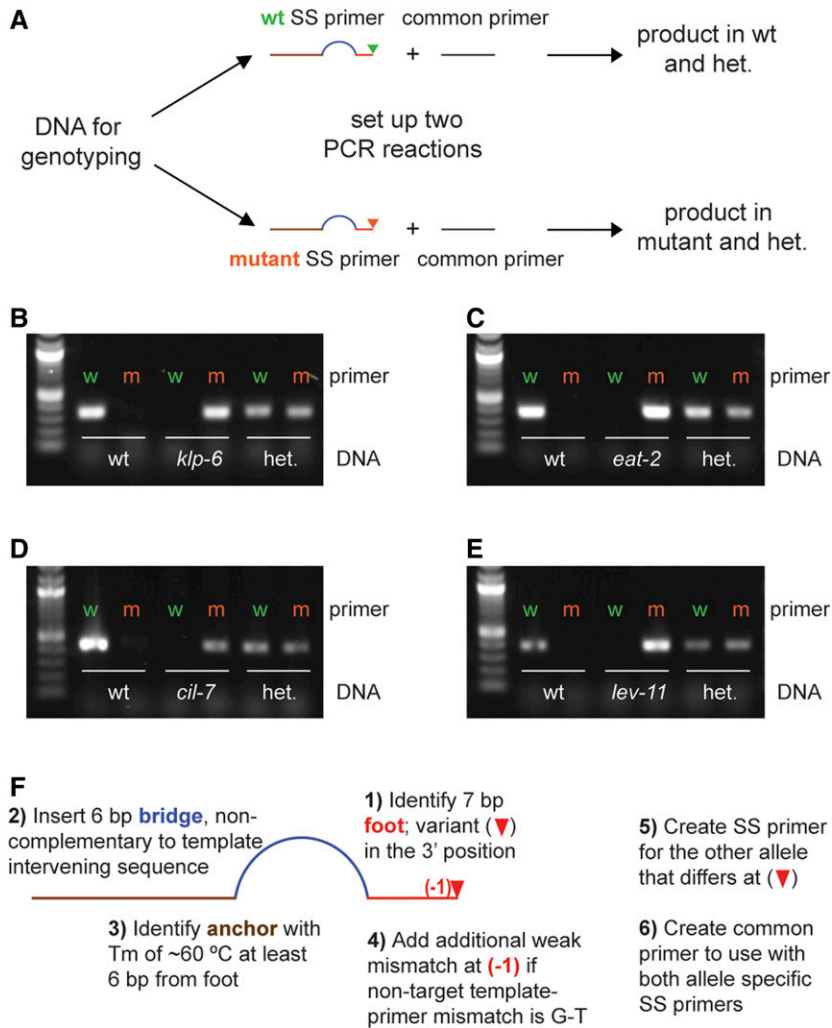 A
wt SS primer common primer
+
product in wt
and het.
DNA for
genotyping
set up two
PCR reactions
+
mutant SS primer common primer
product in
mutant and het.
B
w m w m w m primer
wt klp-6 het. DNA
C
w m w m w m primer
wt eat-2 het. DNA
D
w m w m w m primer
wt cil-7 het. DNA
E
w m w m w m primer
wt lev-11 het. DNA
F
2) Insert 6 bp bridge, non-
complementary to template
intervening sequence
1) Identify 7 bp
foot; variant (▼)
in the 3’ position
(-1)
3) Identify anchor with
Tm of ~60 ºC at least
6 bp from foot
4) Add additional weak
mismatch at (-1) if
non-target template-
primer mismatch is G-T
5) Create SS primer
for the other allele
that differs at (▼)
6) Create common
primer to use with
both allele specific
SS primers